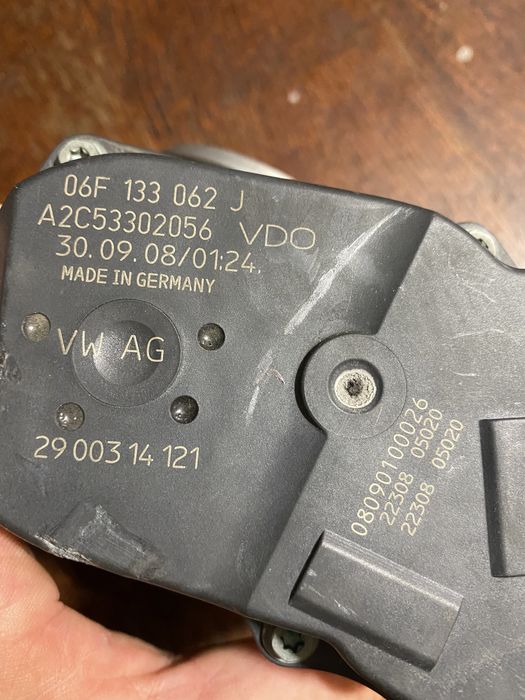 06F 133 062 J
A2C53302056 VDO
30.09.08/01:24.
MADE IN GERMANY
VW AG
29 003 14 121
08090100026
22308 05020
22308 05020